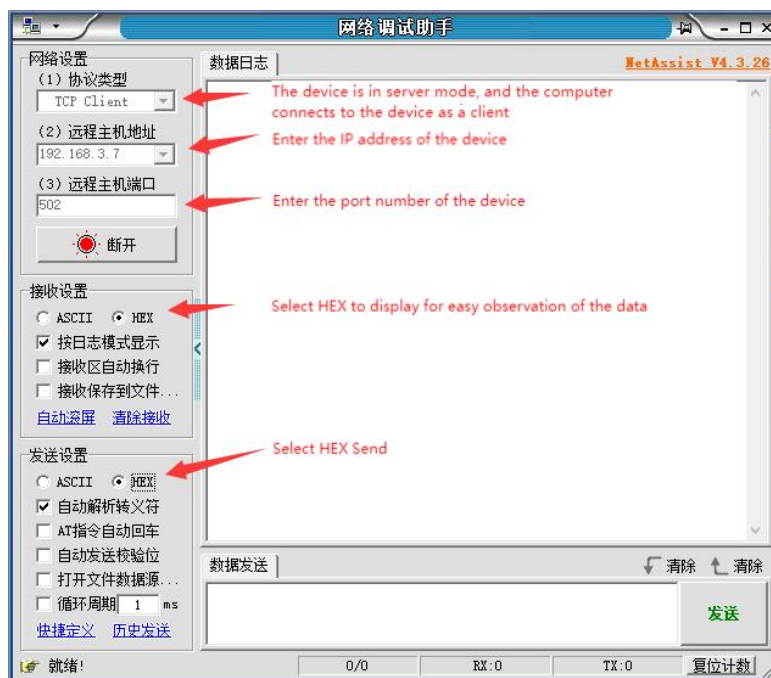 网络调试助手
网络设置
(1) 协议类型
TCP Client
(2) 远程主机地址
192.168.3.7
(3) 远程主机端口
502
断开
接收设置
ASCII HEX
按日志模式显示
接收区自动换行
接收保存到文件...
自动滚屏 清除接收
发送设置
ASCII HEX
自动解析转义符
AT指令自动回车
自动发送校验位
打开文件数据源...
循环周期 1 ms
快捷定义 历史发送
数据日志 NetAssist V4.3.26
The device is in server mode, and the computer
connects to the device as a client
Enter the IP address of the device
Enter the port number of the device
Select HEX to display for easy observation of the data
Select HEX Send
数据发送 清除 清除
发送
就绪! 0/0 RX:0 TX:0 复位计数